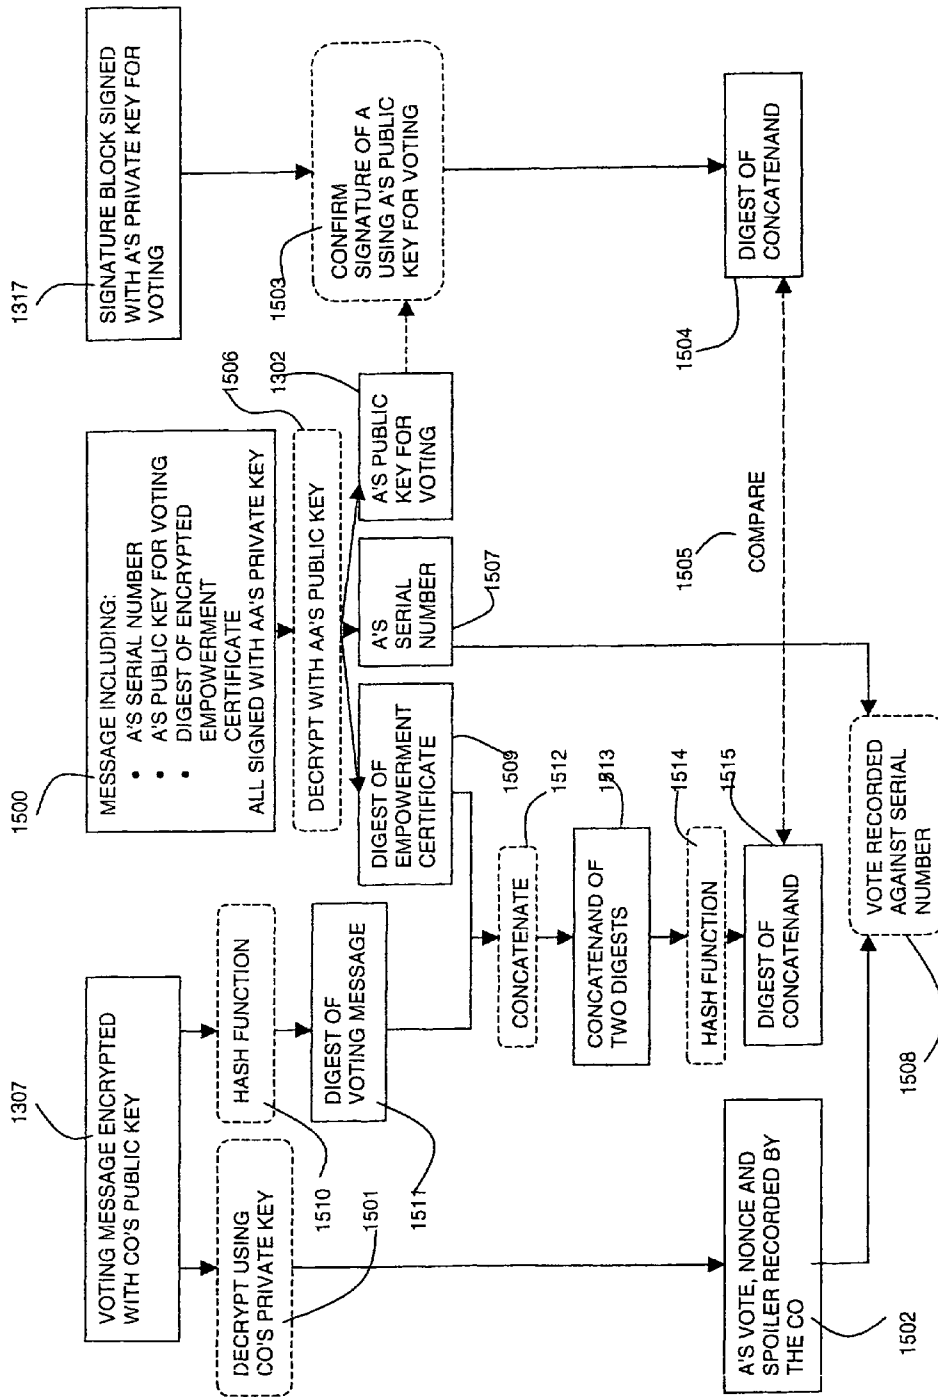 1307
VOTING MESSAGE ENCRYPTED
WITH CO'S PUBLIC KEY
1500
MESSAGE INCLUDING:
• A'S SERIAL NUMBER
• A'S PUBLIC KEY FOR VOTING
• DIGEST OF ENCRYPTED
EMPOWERMENT
CERTIFICATE
ALL SIGNED WITH AA'S PRIVATE KEY
1317
SIGNATURE BLOCK SIGNED
WITH A'S PRIVATE KEY FOR
VOTING
DECRYPT USING
CO'S PRIVATE KEY
1501
HASH FUNCTION
1510
DECRYPT WITH AA'S PUBLIC KEY
1506
DIGEST OF
VOTING MESSAGE
1511
DIGEST OF
EMPOWERMENT
CERTIFICATE
1509
A'S
SERIAL
NUMBER
1507
A'S PUBLIC
KEY FOR
VOTING
1302
1503
CONFIRM
SIGNATURE OF A
USING A'S PUBLIC
KEY FOR VOTING
CONCATENATE
1512
CONCATENAND OF
TWO DIGESTS
1513
HASH FUNCTION
1514
DIGEST OF
CONCATENAND
1515
1505
COMPARE
DIGEST OF
CONCATENAND
1504
A'S VOTE, NONCE AND
SPOILER RECORDED BY
THE CO
1502
VOTE RECORDED
AGAINST SERIAL
NUMBER
1508